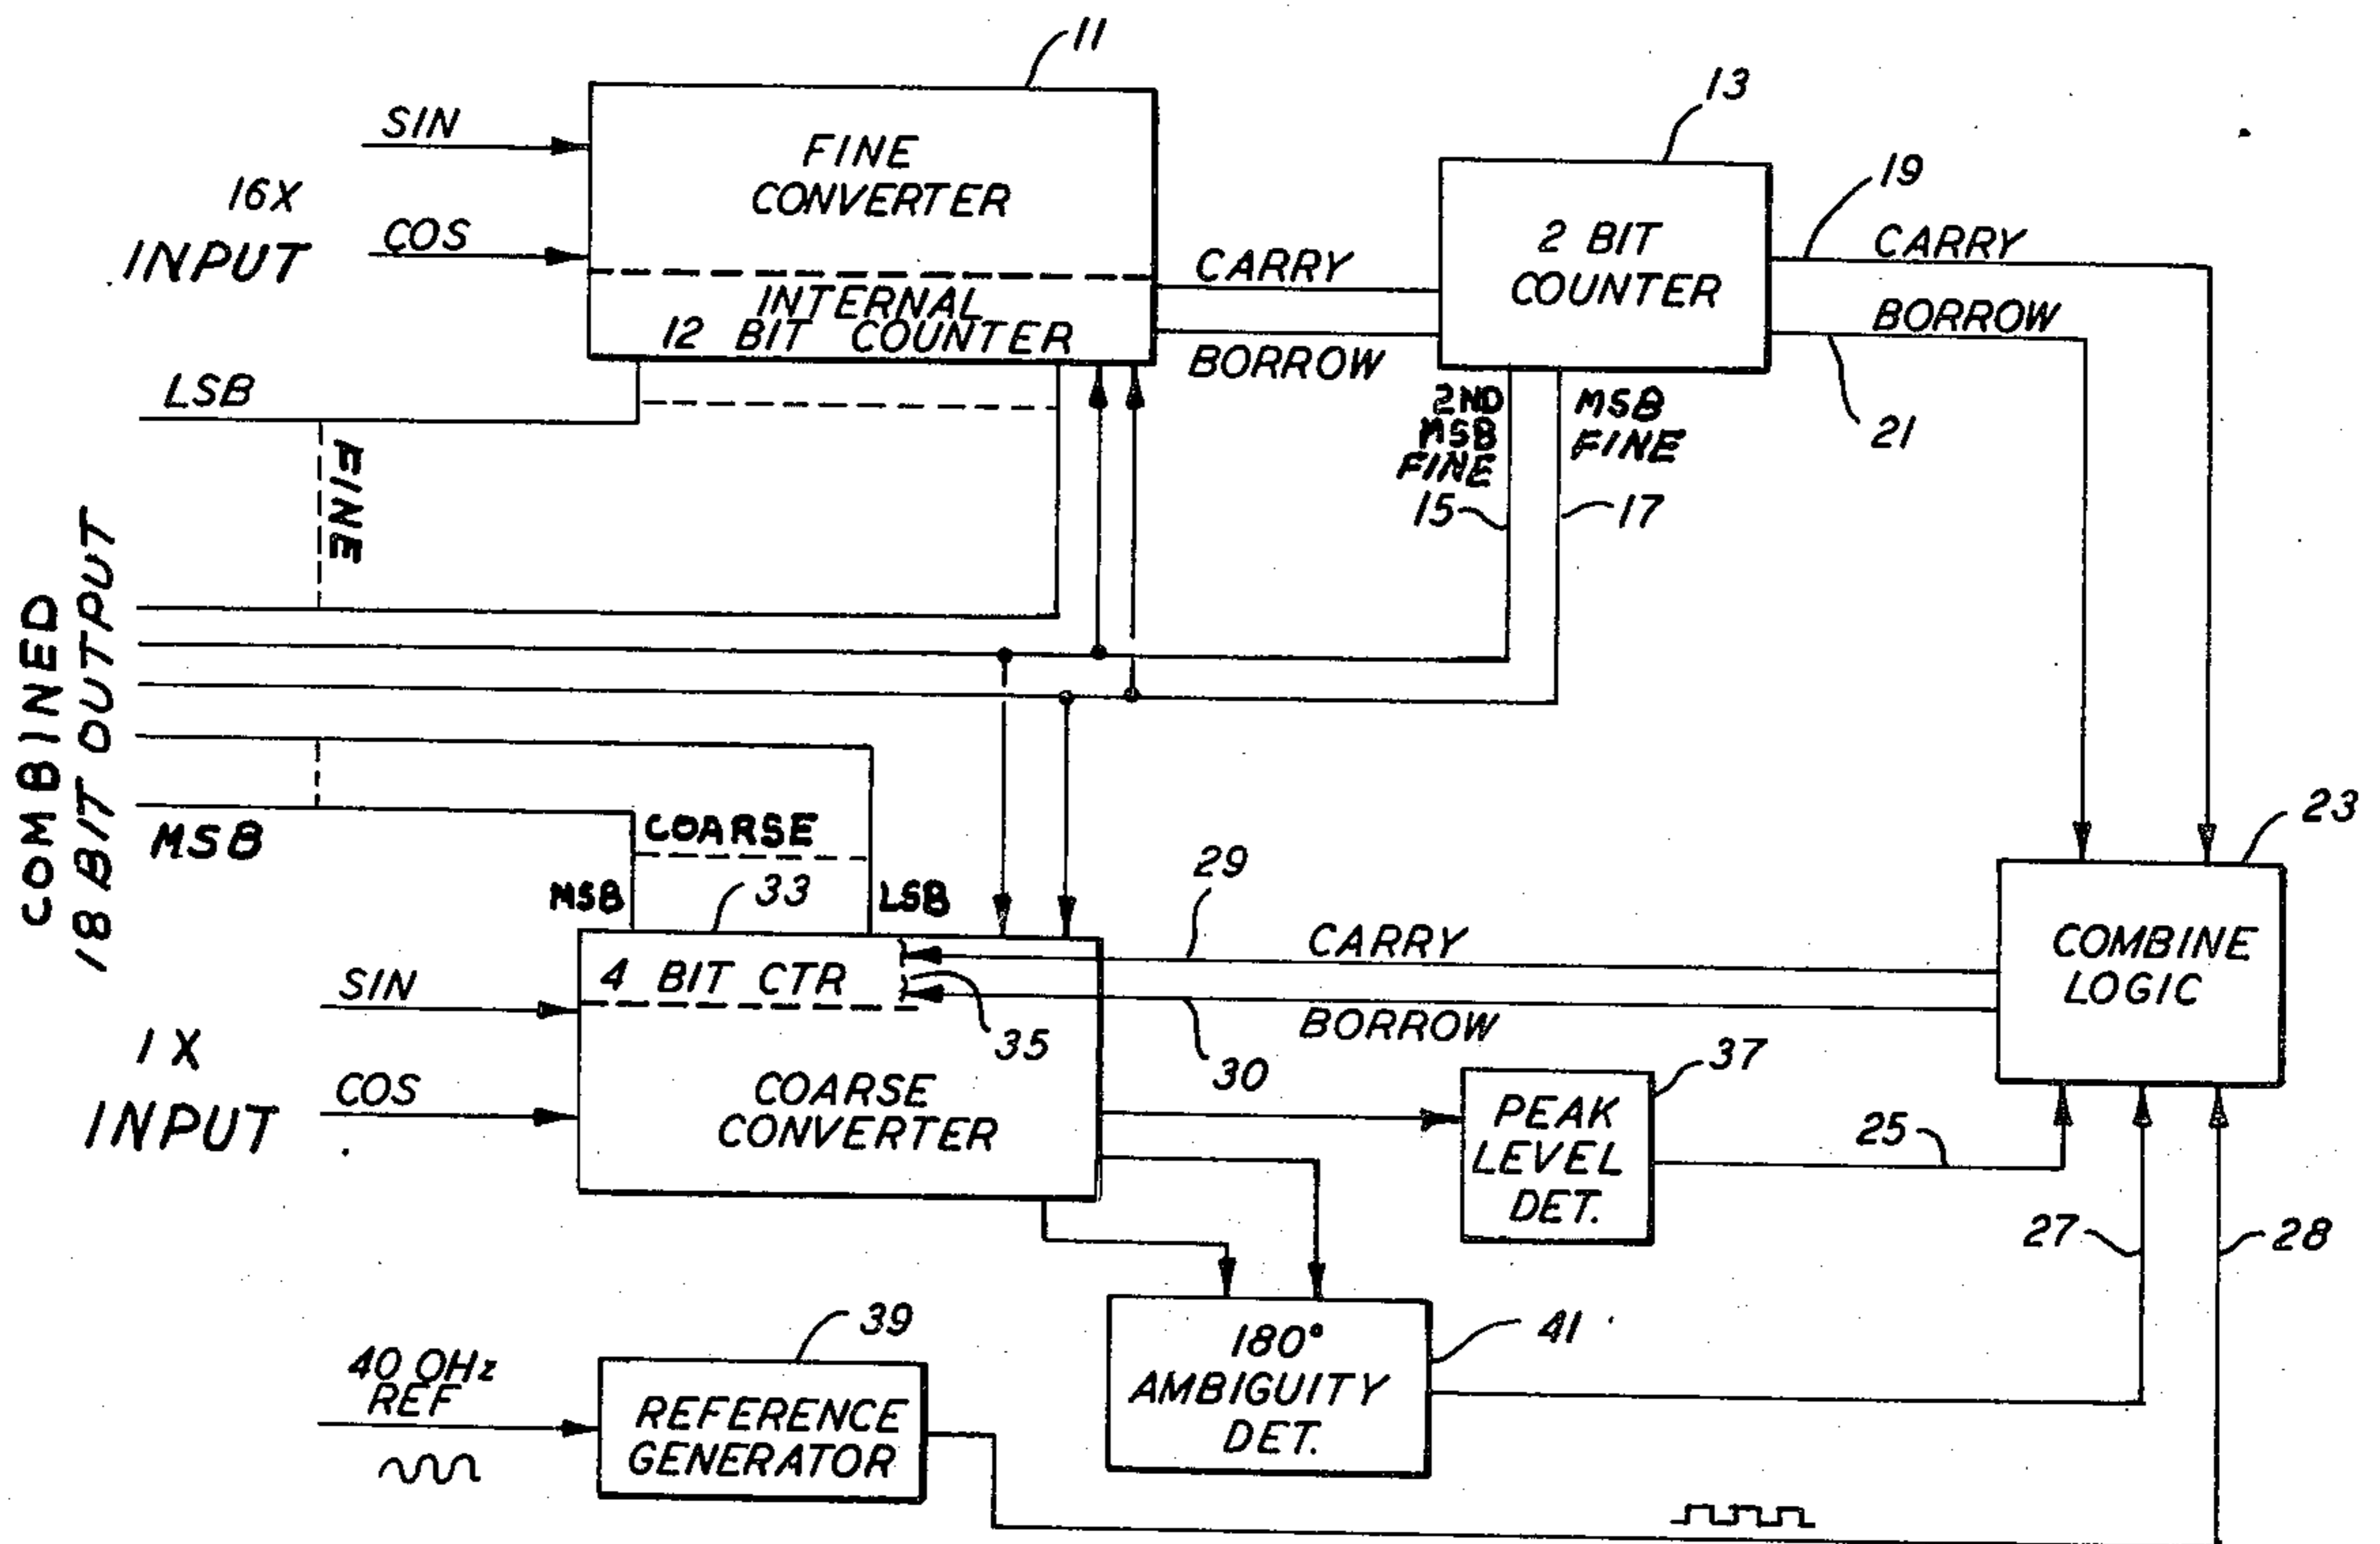 11
SIN
FINE
CONVERTER
13
16X
INPUT
COS
INTERNAL
12 BIT COUNTER
CARRY
BORROW
2 BIT
COUNTER
19
CARRY
BORROW
21
LSB
FINE
2ND
MSB
FINE
15
MSB
FINE
17
COMBINED
18 BIT OUTPUT
MSB
COARSE
MSB
33
LSB
29
23
CARRY
COMBINE
LOGIC
4 BIT CTR
SIN
35
BORROW
30
37
1X
INPUT
COS
COARSE
CONVERTER
PEAK
LEVEL
DET.
25
27
28
39
180°
AMBIGUITY
DET.
41
40 OHz
REF
REFERENCE
GENERATOR